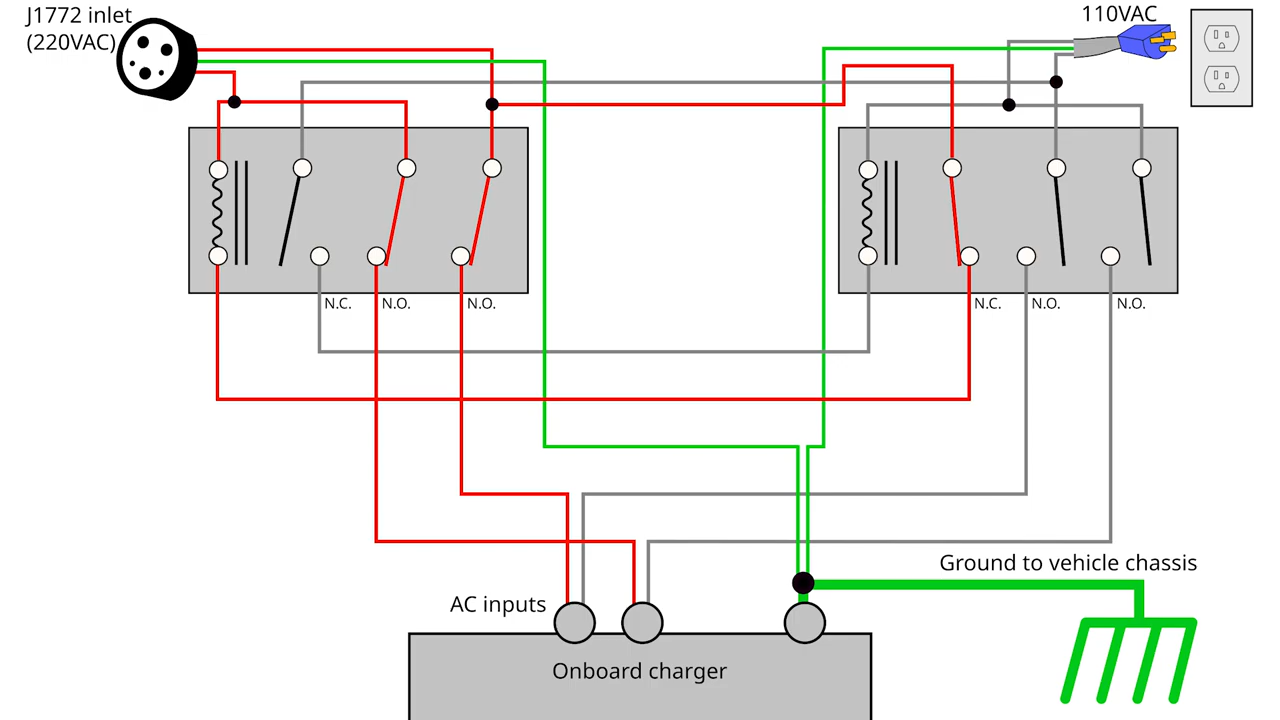 J1772 inlet
(220VAC)
110VAC
N.C.
N.O.
N.O.
N.C.
N.O.
N.O.
Ground to vehicle chassis
AC inputs
Onboard charger